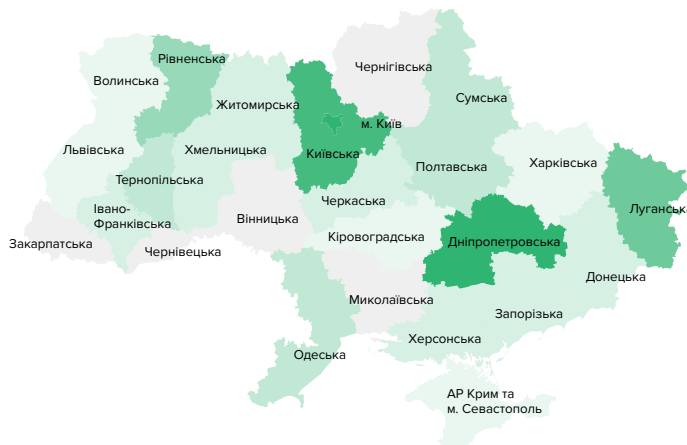 Чернігівська
Рівненська
Волинська
Сумська
Житомирська
м. Київ
Львівська
Хмельницька
Київська
Харківська
Полтавська
Тернопільська
Черкаська
Івано-
Франківська
Вінницька
Луганська
Кіровоградська
Дніпропетровська
Закарпатська
Чернівецька
Донецька
Миколаївська
Запорізька
Херсонська
Одеська
АР Крим та
м. Севастополь